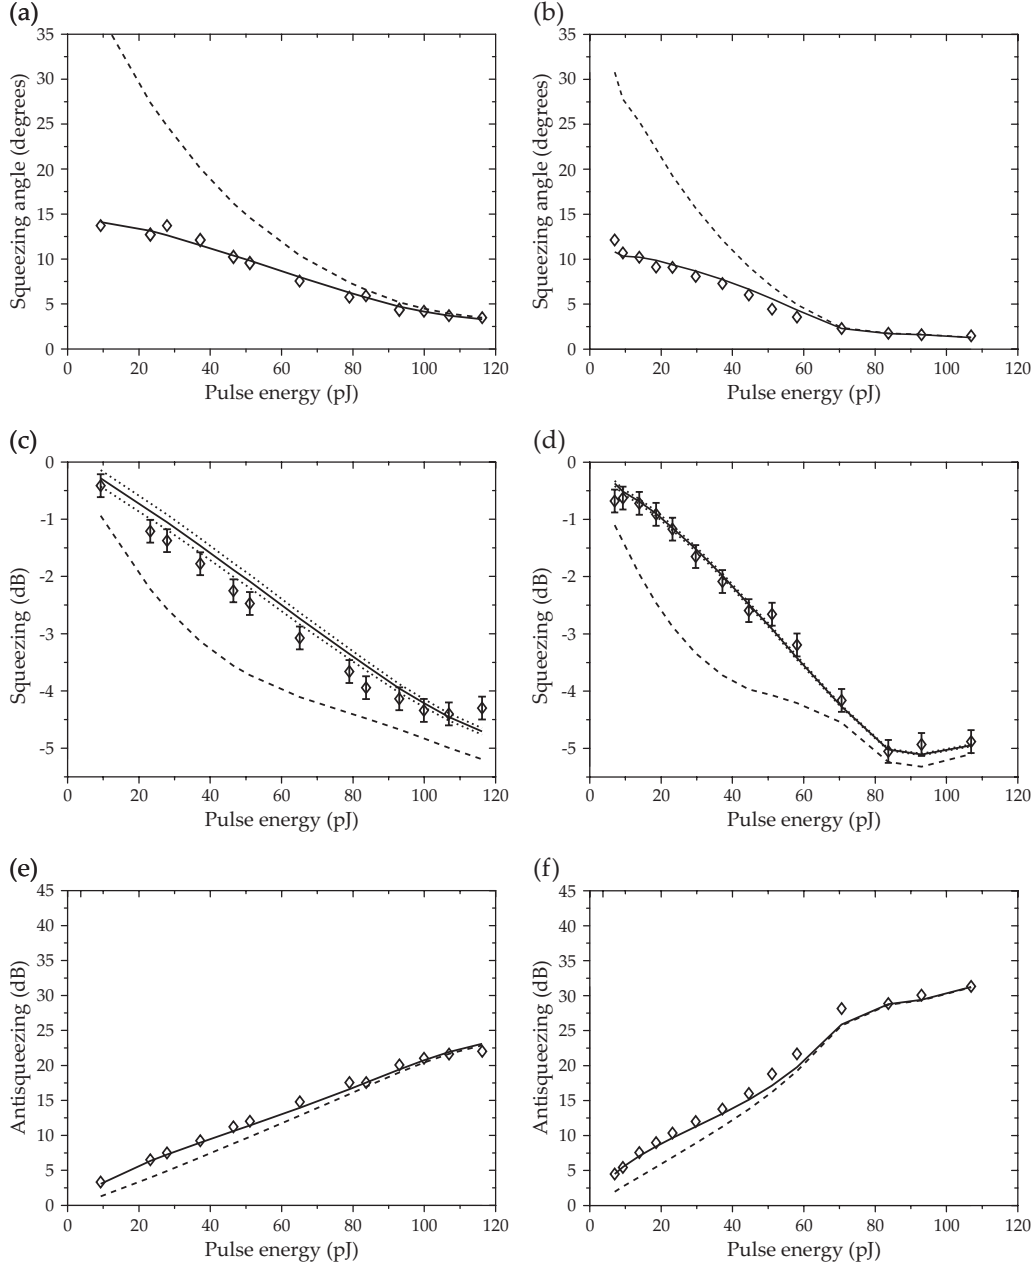 (a)
35
30
25
20
15
10
5
0
Squeezing angle (degrees)
0 20 40 60 80 100 120
Pulse energy (pJ)
(b)
35
30
25
20
15
10
5
0
Squeezing angle (degrees)
0 20 40 60 80 100 120
Pulse energy (pJ)
(c)
0
-1
-2
-3
-4
-5
Squeezing (dB)
0 20 40 60 80 100 120
Pulse energy (pJ)
(d)
0
-1
-2
-3
-4
-5
Squeezing (dB)
0 20 40 60 80 100 120
Pulse energy (pJ)
(e)
45
40
35
30
25
20
15
10
5
0
Antisqueezing (dB)
0 20 40 60 80 100 120
Pulse energy (pJ)
(f)
45
40
35
30
25
20
15
10
5
0
Antisqueezing (dB)
0 20 40 60 80 100 120
Pulse energy (pJ)